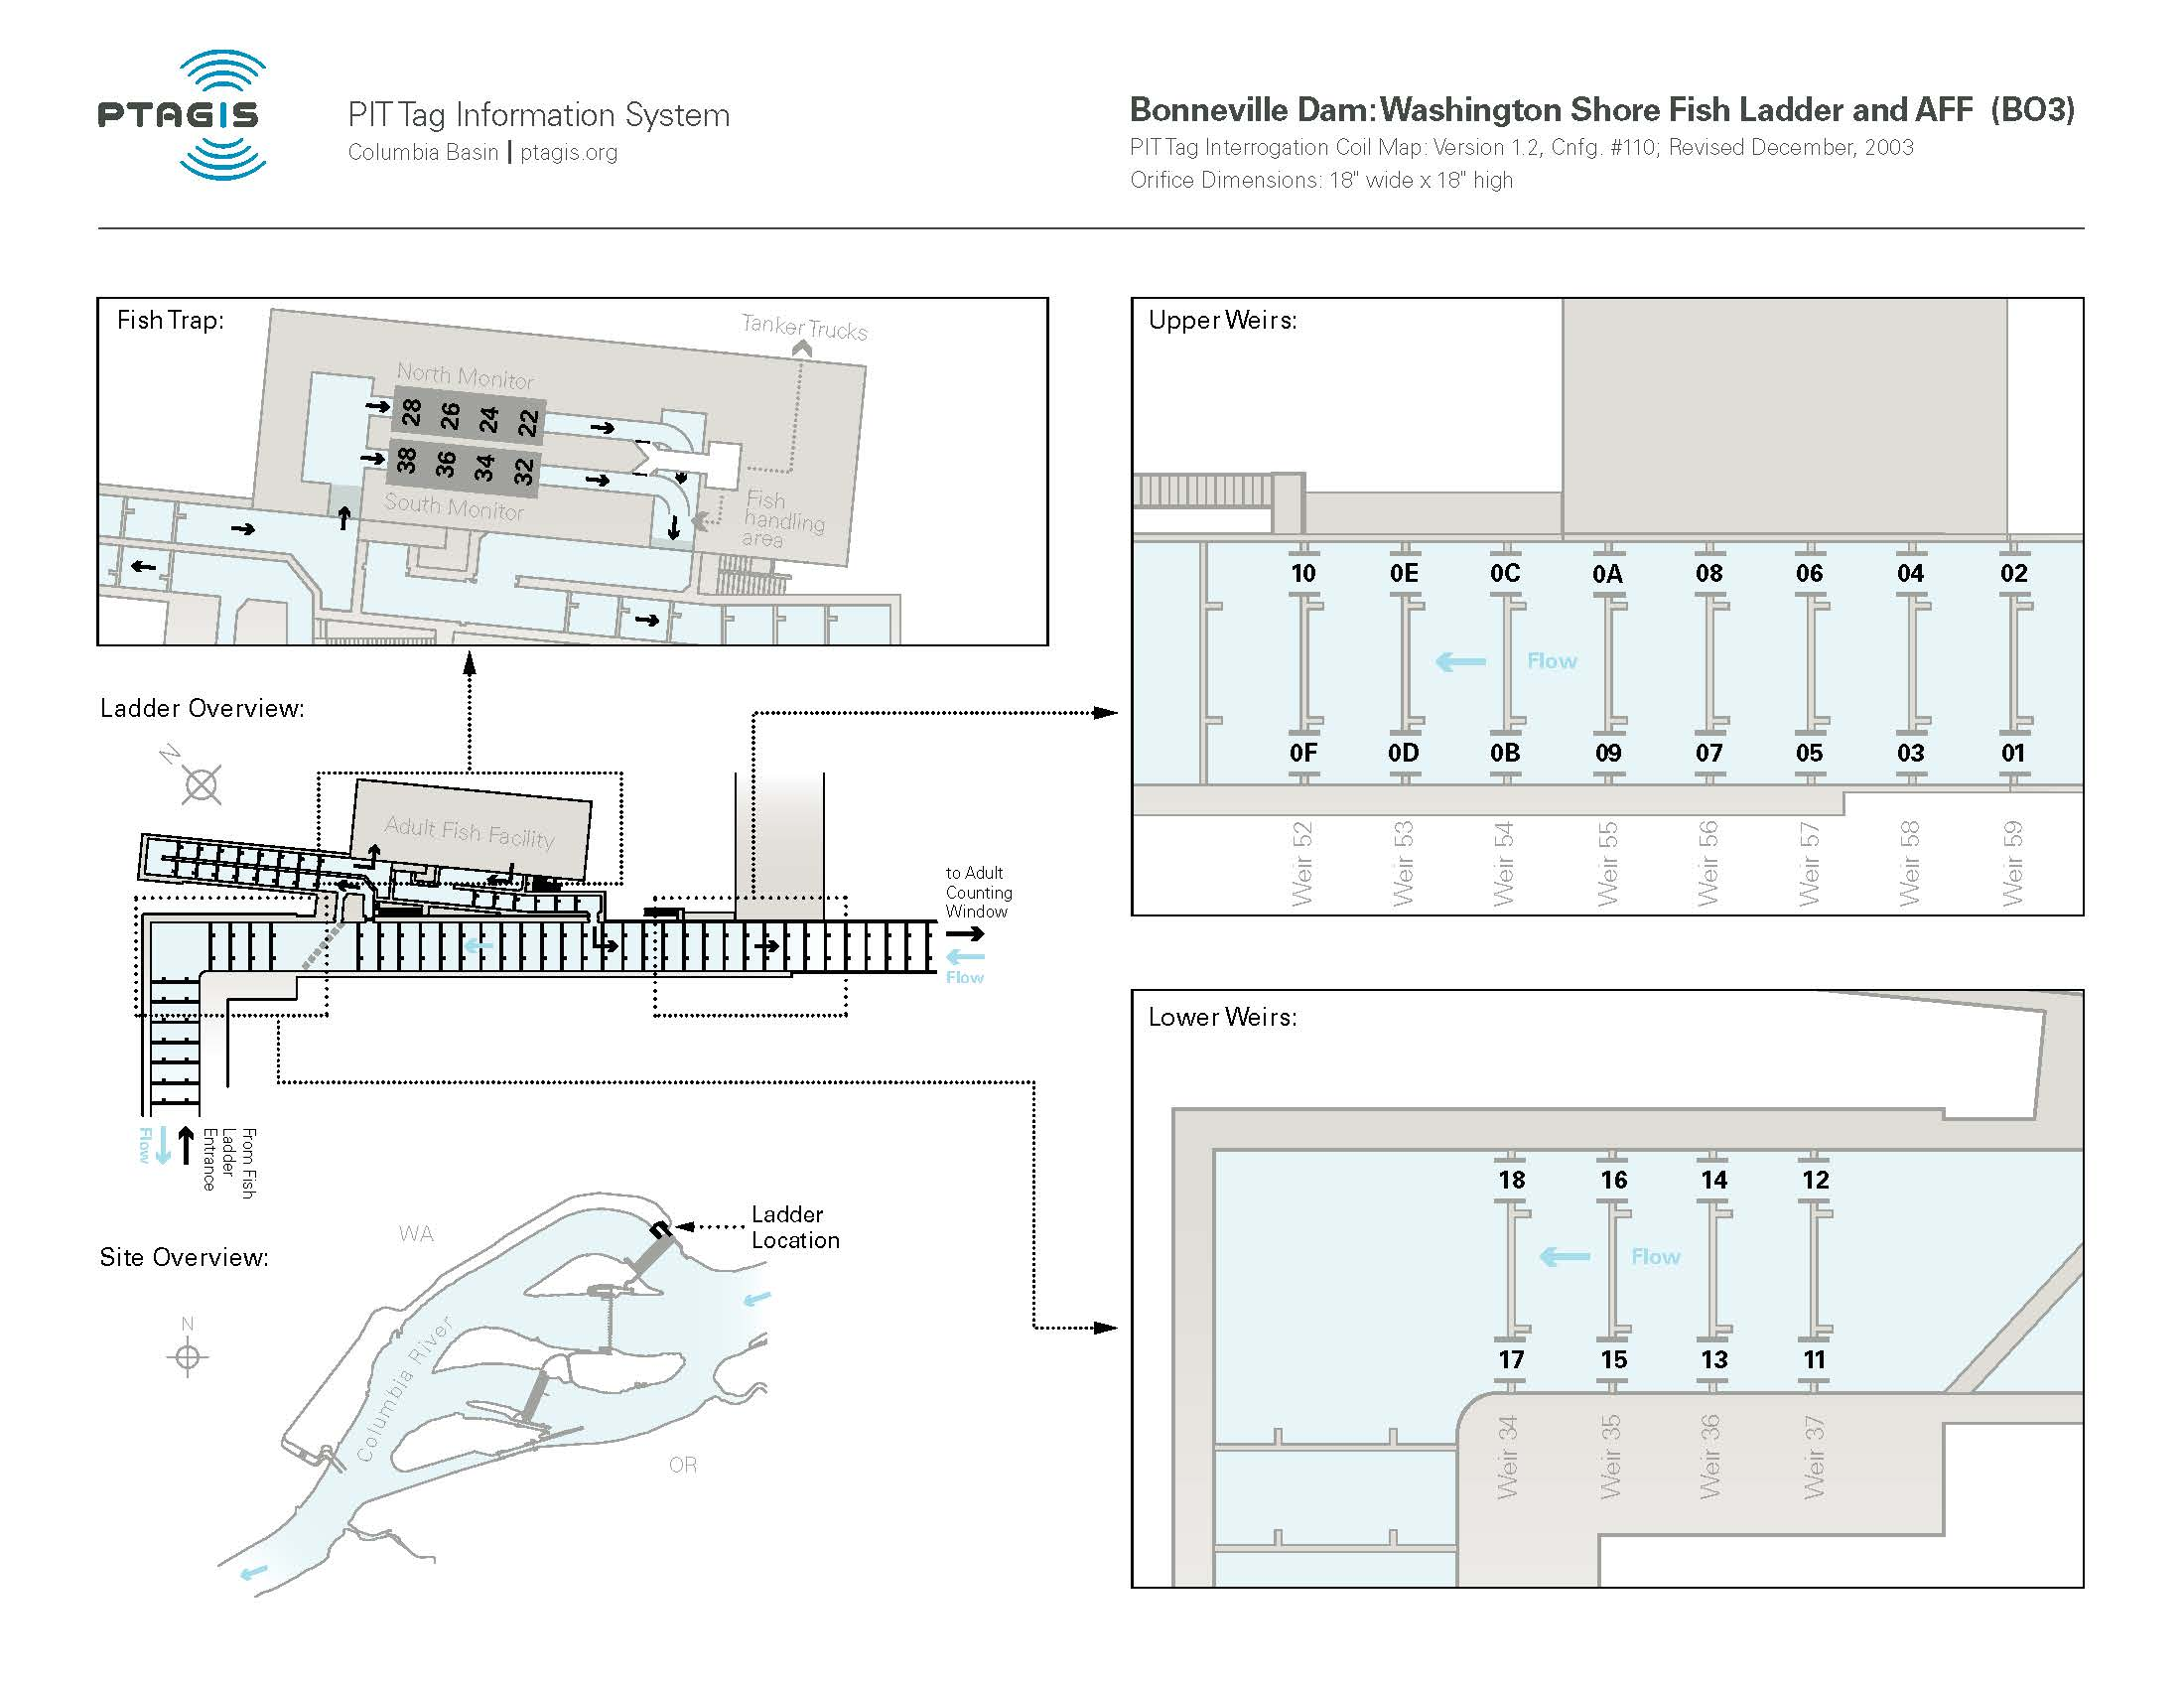 PTAGIS
PIT Tag Information System
Columbia Basin | ptagis.org
Bonneville Dam: Washington Shore Fish Ladder and AFF (BO3)
PIT Tag Interrogation Coil Map: Version 1.2, Cnfg. #110; Revised December, 2003
Orifice Dimensions: 18" wide x 18" high
Fish Trap:
Tanker Trucks
North Monitor
28 26 24 22
38 36 34 32
South Monitor
Fish
handling
area
Ladder Overview:
N
Adult Fish Facility
to Adult
Counting
Window
Flow
Flow
From Fish
Ladder
Entrance
Site Overview:
N
WA
Ladder
Location
Columbia River
OR
Upper Weirs:
10 0E 0C 0A 08 06 04 02
Flow
0F 0D 0B 09 07 05 03 01
Weir 52 Weir 53 Weir 54 Weir 55 Weir 56 Weir 57 Weir 58 Weir 59
Lower Weirs:
18 16 14 12
Flow
17 15 13 11
Weir 34 Weir 35 Weir 36 Weir 37